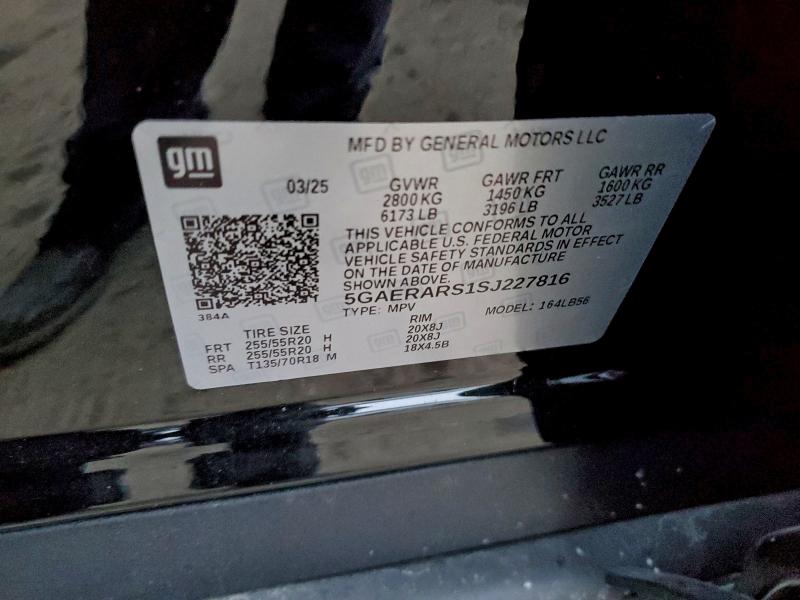 gm
MFD BY GENERAL MOTORS LLC
03/25
GVWR
2800 KG
6173 LB
GAWR FRT
1450 KG
3196 LB
GAWR RR
1600 KG
3527 LB
THIS VEHICLE CONFORMS TO ALL
APPLICABLE U.S. FEDERAL MOTOR
VEHICLE SAFETY STANDARDS IN EFFECT
ON THE DATE OF MANUFACTURE
SHOWN ABOVE.
5GAERARS1SJ227816
TYPE: MPV MODEL: 164LB56
384A
TIRE SIZE RIM
FRT 255/55R20 H 20X8J
RR 255/55R20 H 20X8J
SPA T135/70R18 M 18X4.5B